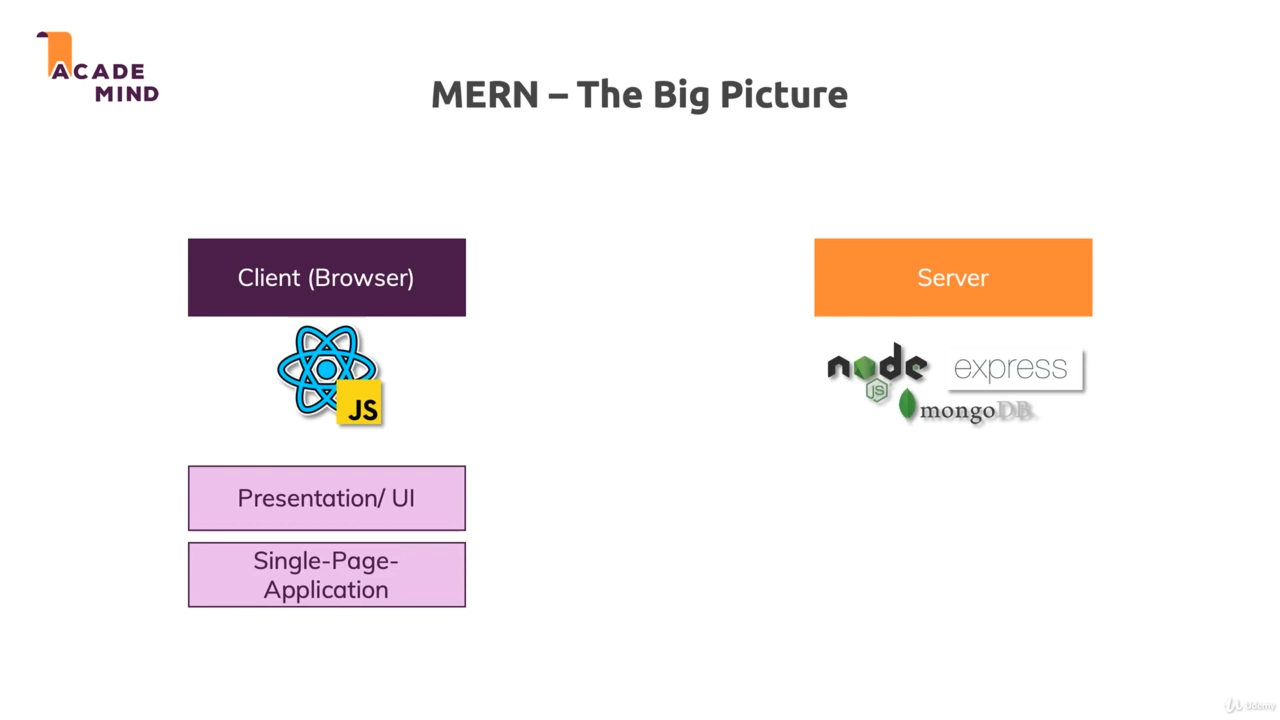 ACADE
MIND
MERN – The Big Picture
Client (Browser)
Server
JS
node
JS
express
mongoDB
Presentation/ UI
Single-Page-
Application
Udemy